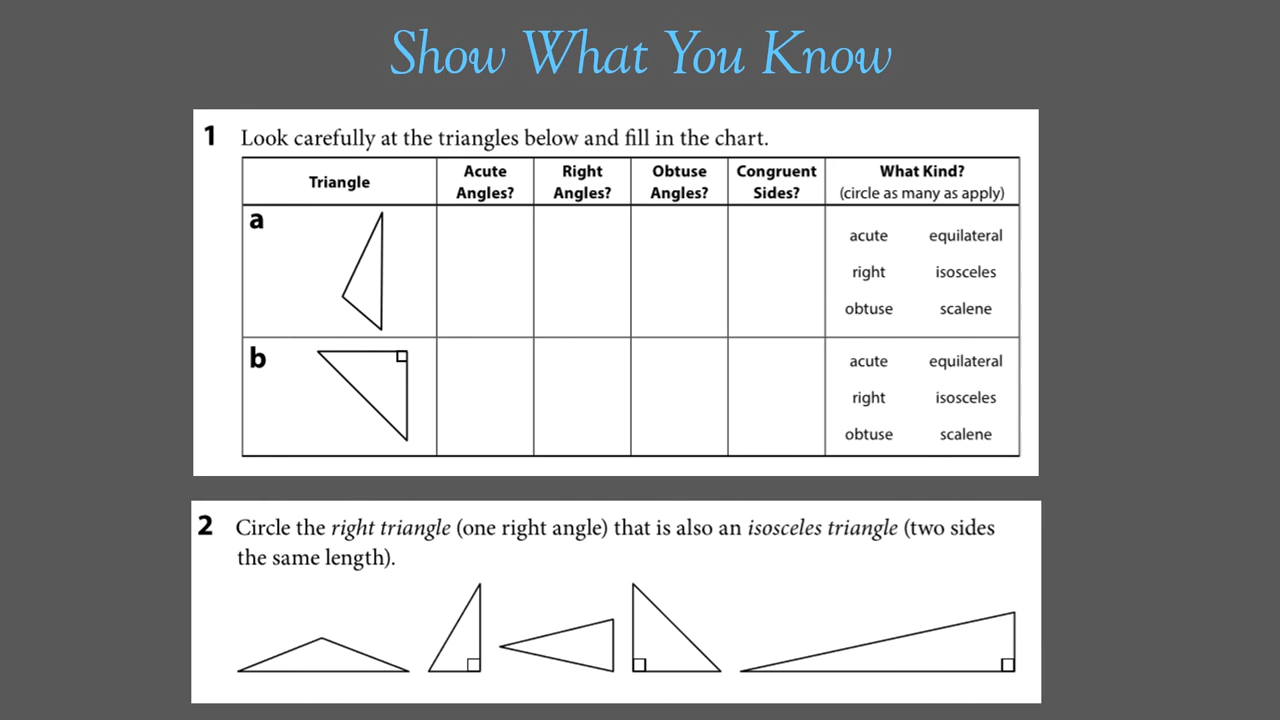 Show What You Know
1 Look carefully at the triangles below and fill in the chart.
Triangle Acute Angles? Right Angles? Obtuse Angles? Congruent Sides? What Kind? (circle as many as apply)
a
acute equilateral
right isosceles
obtuse scalene
b
acute equilateral
right isosceles
obtuse scalene
2 Circle the right triangle (one right angle) that is also an isosceles triangle (two sides
the same length).